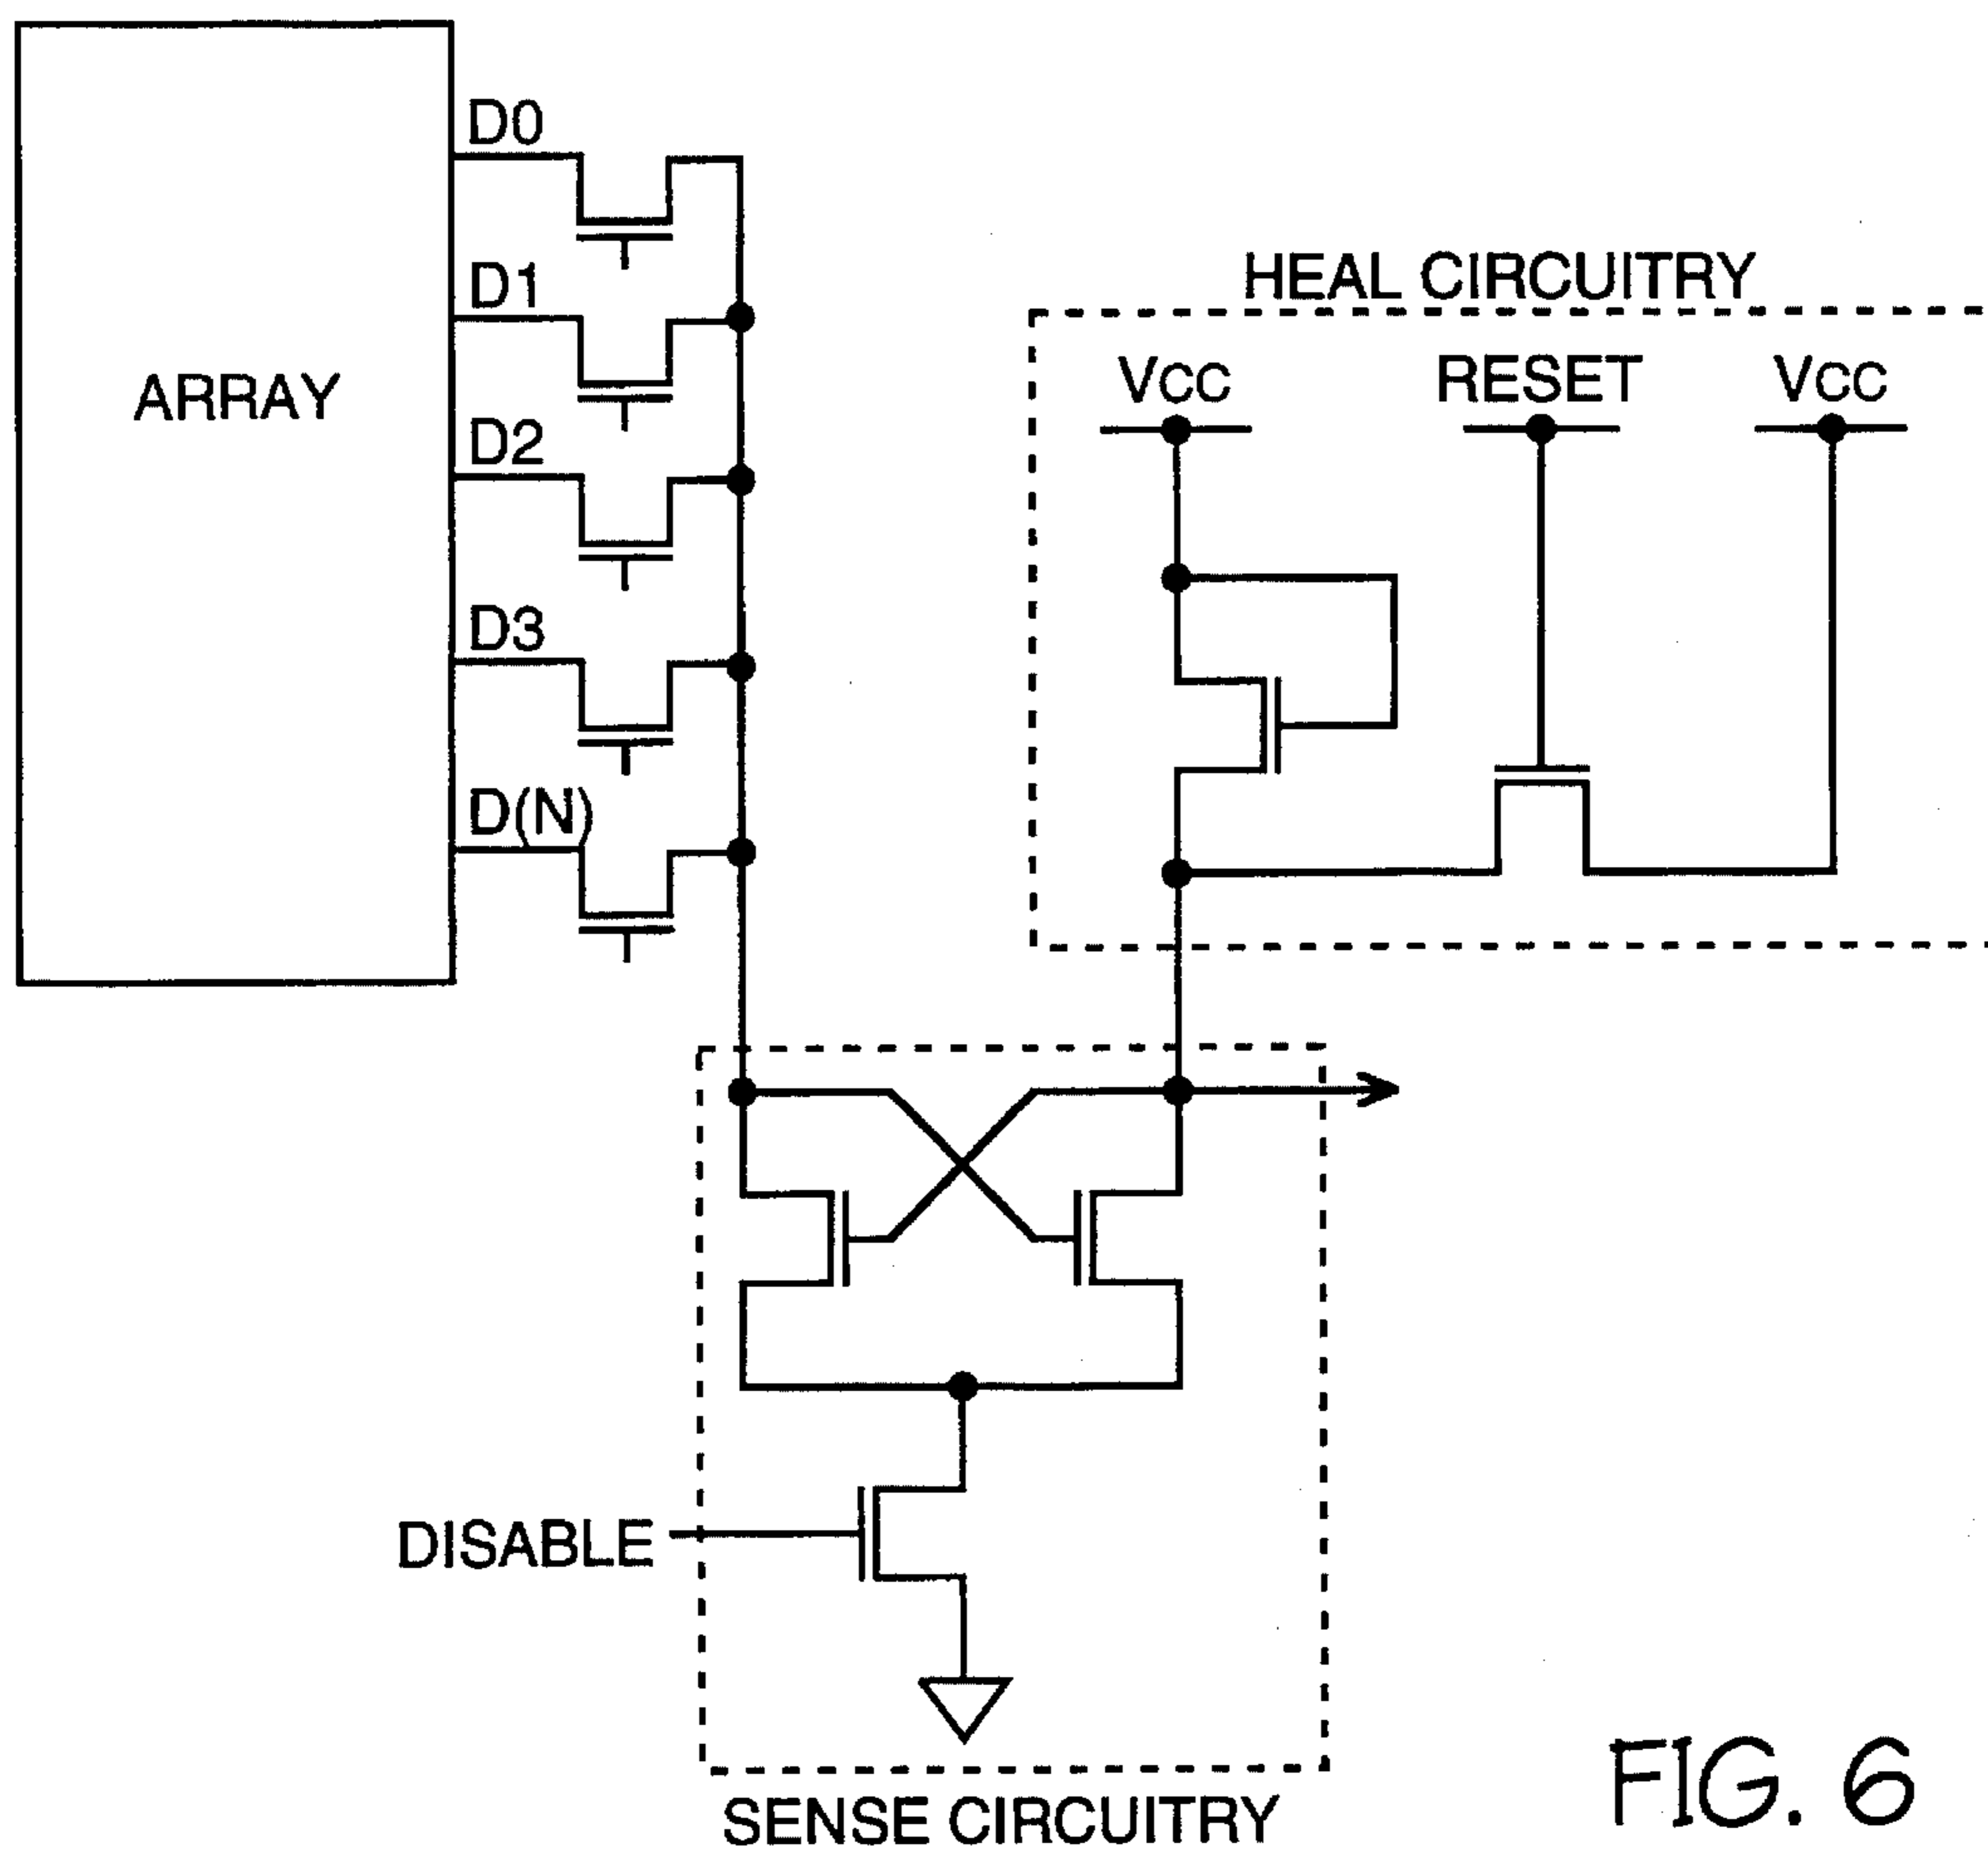 D0
D1
ARRAY
D2
D3
D(N)
HEAL CIRCUITRY
VCC
RESET
VCC
DISABLE
SENSE CIRCUITRY
FIG. 6